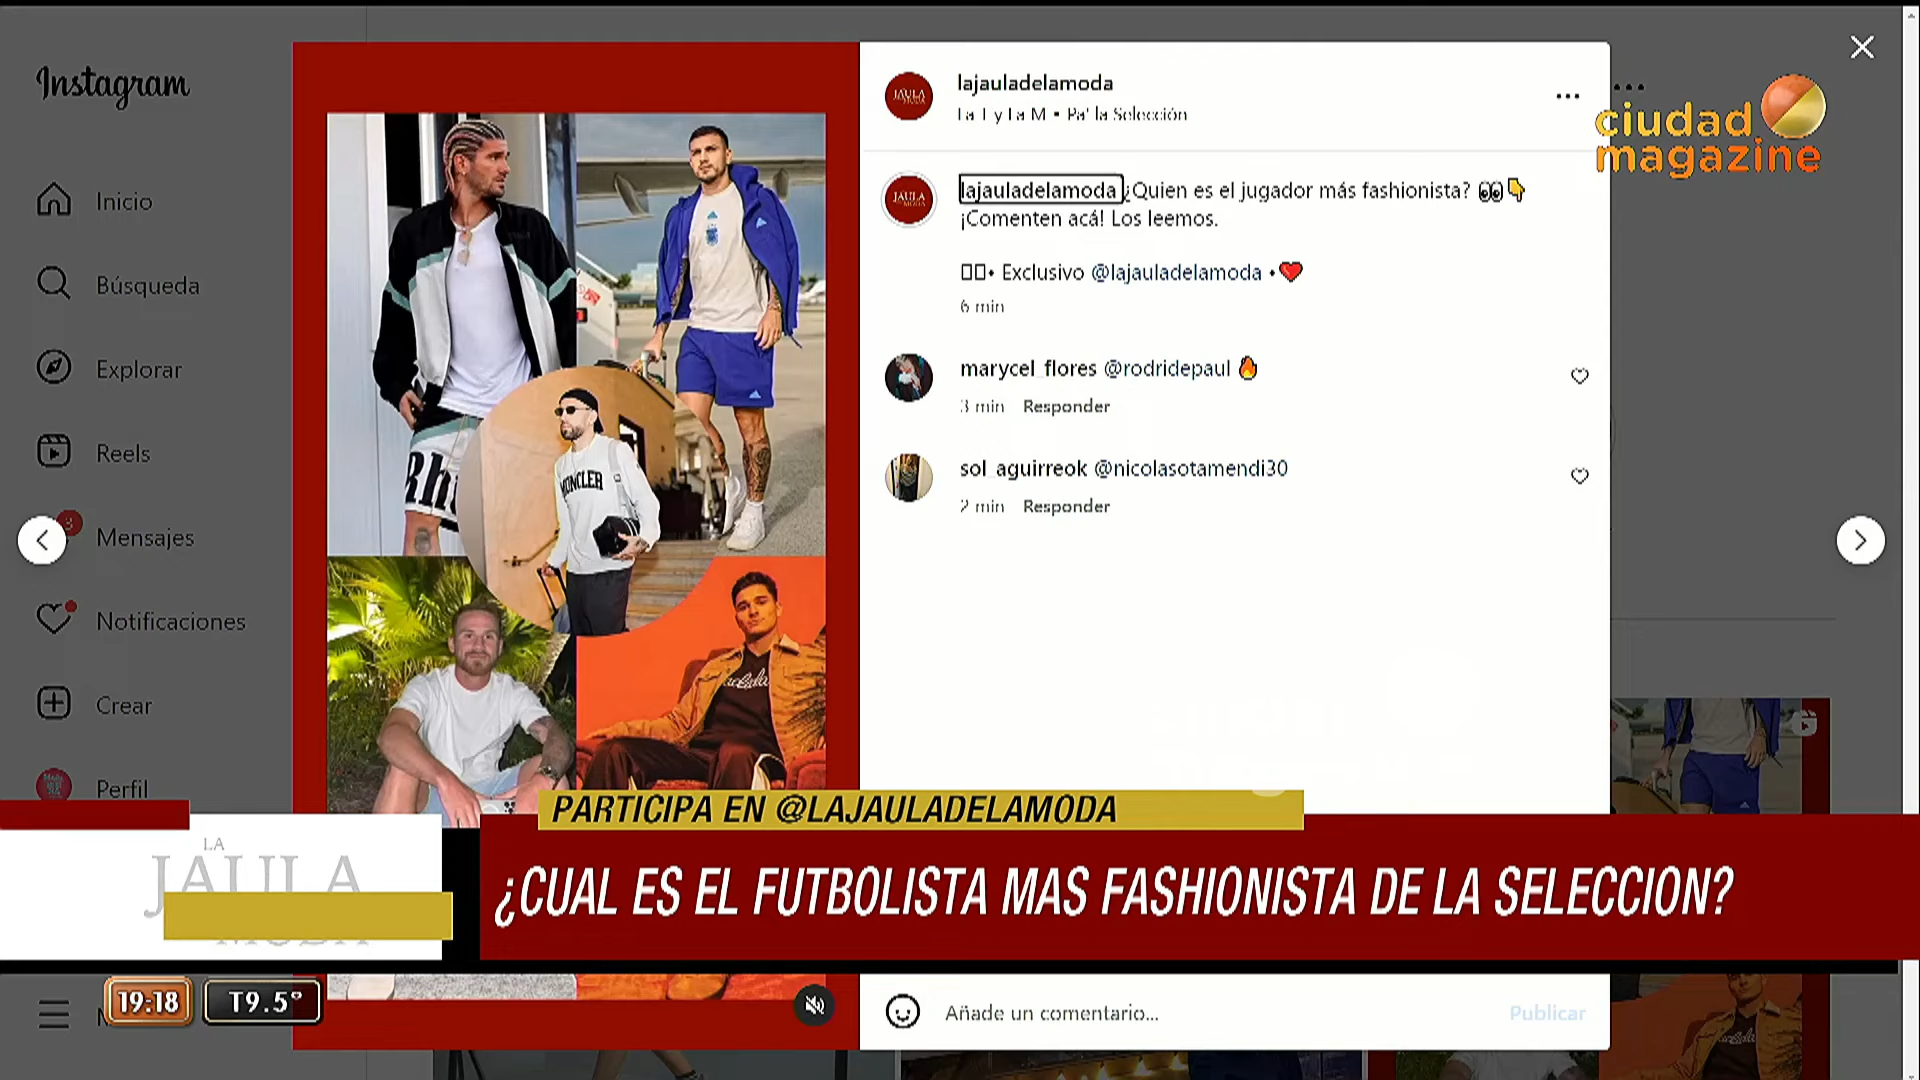 Instagram
Inicio
Búsqueda
Explorar
Reels
3
Mensajes
Notificaciones
Crear
Perfil
lajauladelamoda
La T y La M • Pa' la Selección
ciudad
magazine
JAULA
lajauladelamoda ¿Quien es el jugador más fashionista? 👀👇
¡Comenten acá! Los leemos.
• Exclusivo @lajauladelamoda •❤️
6 min
marycel_flores @rodridepaul 🔥
3 min Responder
sol_aguirreok @nicolasotamendi30
2 min Responder
MONCLER
Rh
PARTICIPA EN @LAJAULADELAMODA
LA
JAULA
¿CUAL ES EL FUTBOLISTA MAS FASHIONISTA DE LA SELECCION?
19:18
T9.5°
Añade un comentario...
Publicar